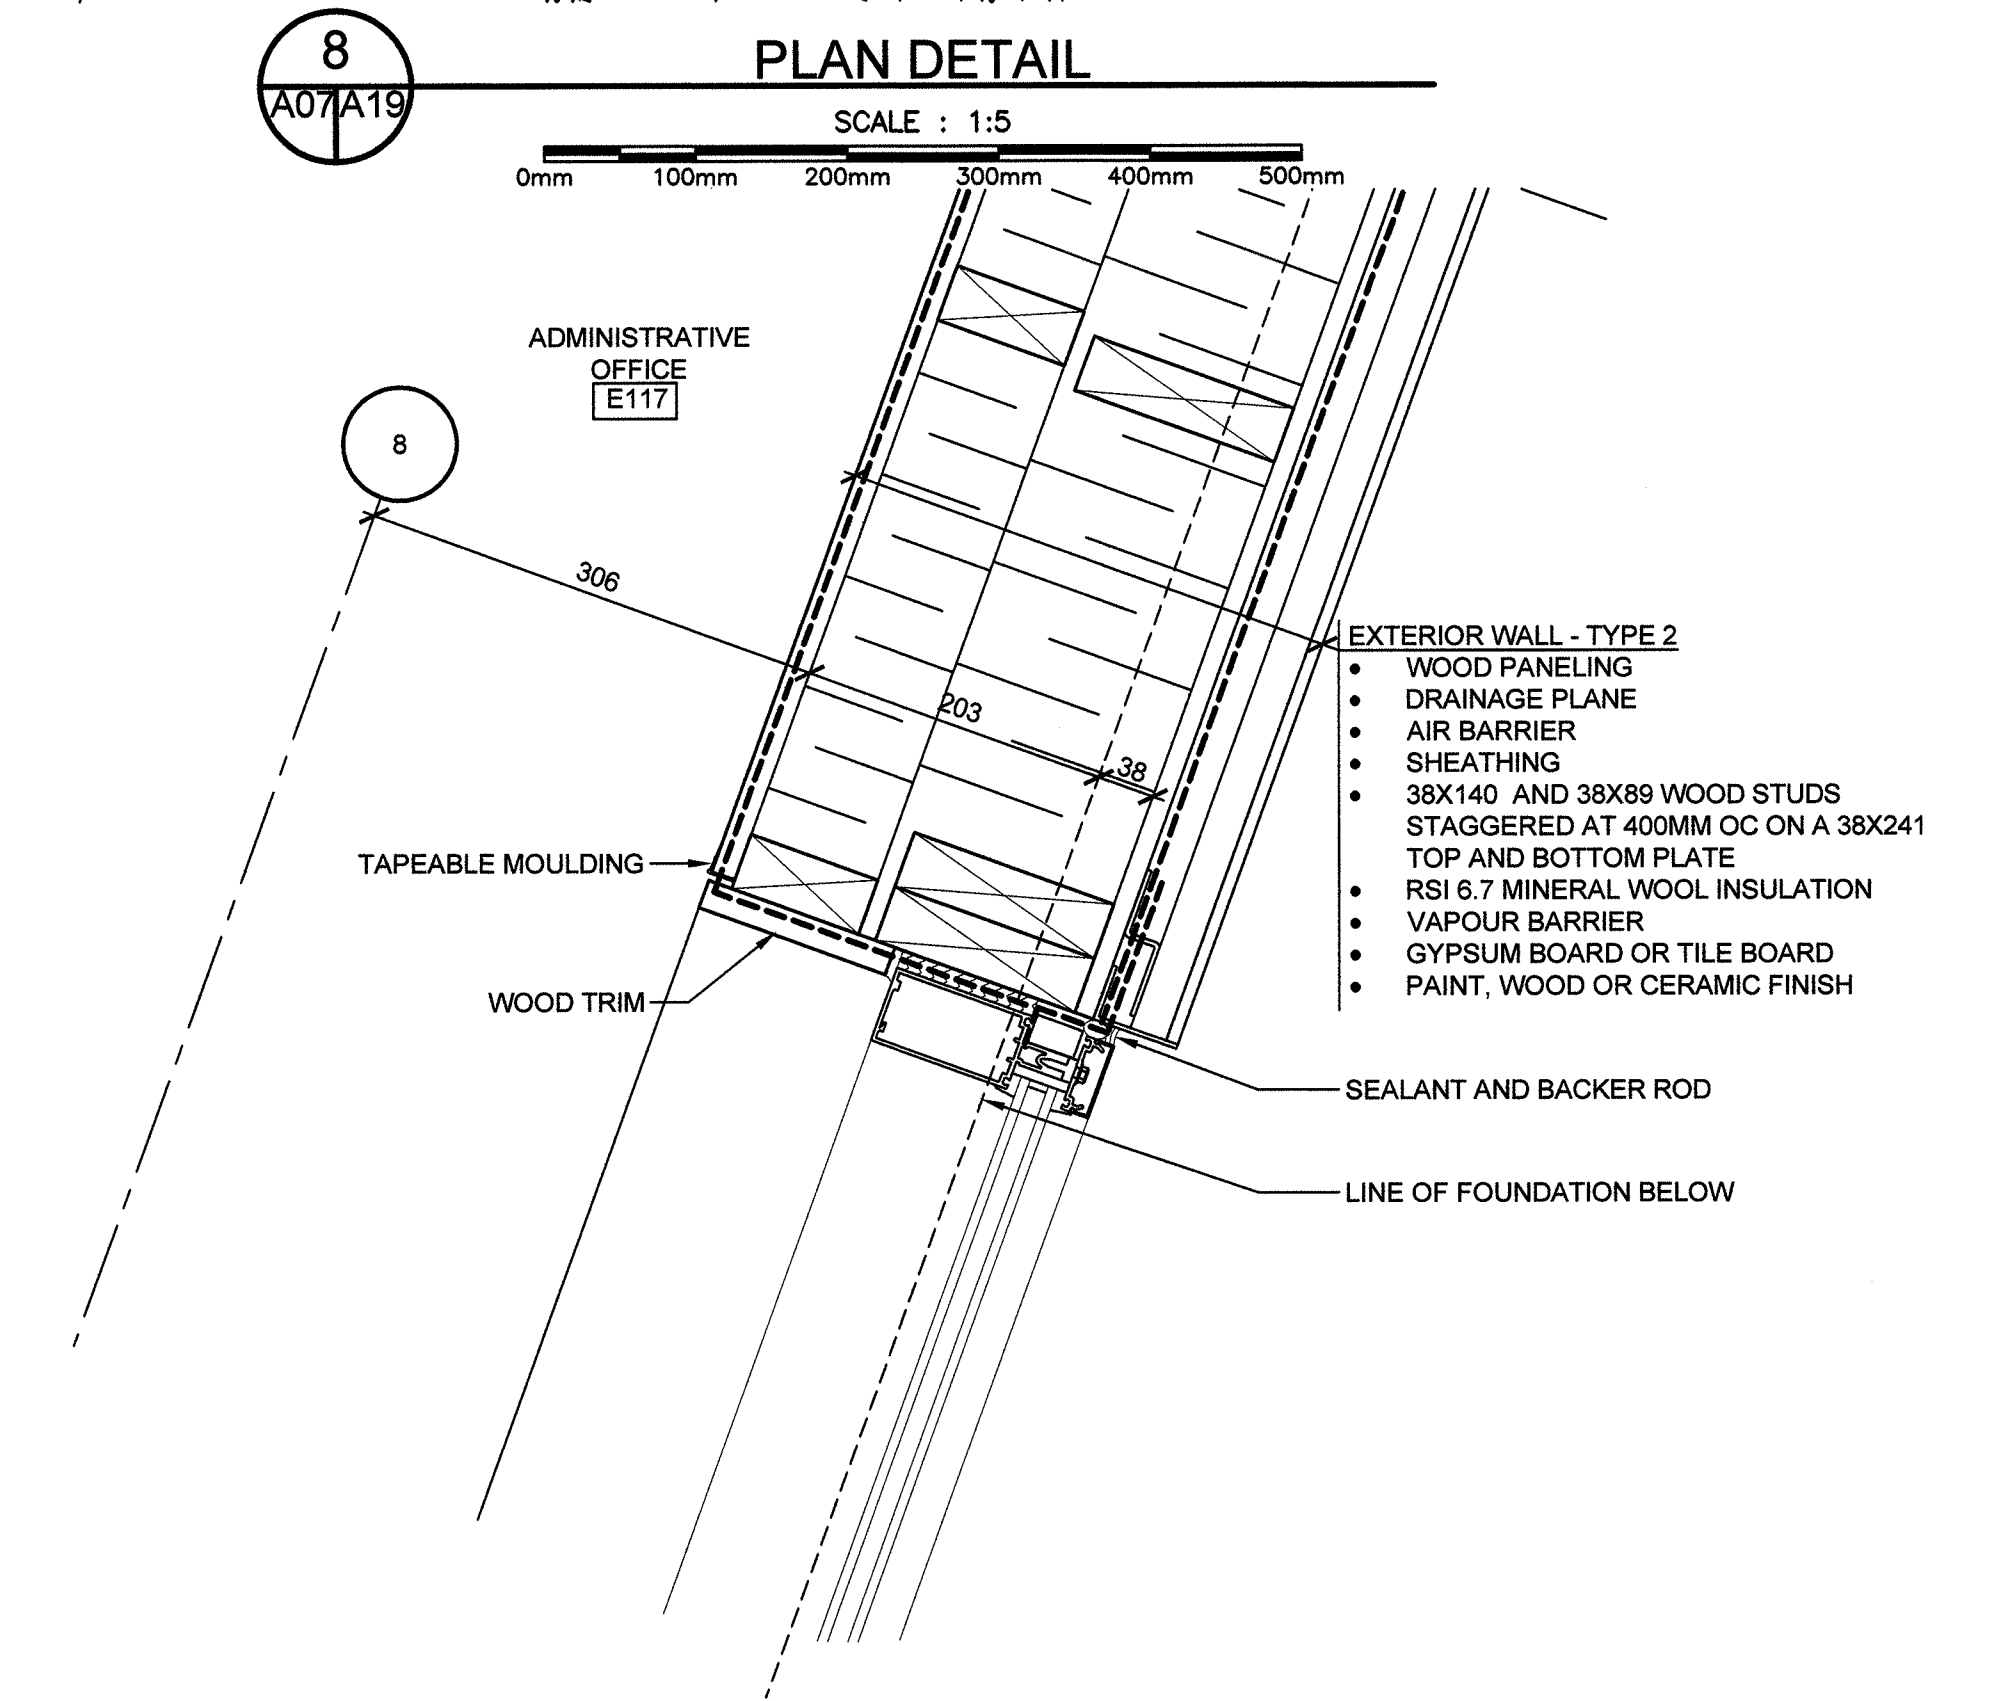 8
A07 A19
PLAN DETAIL
SCALE : 1:5
0mm 100mm 200mm 300mm 400mm 500mm
ADMINISTRATIVE
OFFICE
E117
8
306
203
38
EXTERIOR WALL - TYPE 2
• WOOD PANELING
• DRAINAGE PLANE
• AIR BARRIER
• SHEATHING
• 38X140 AND 38X89 WOOD STUDS
STAGGERED AT 400MM OC ON A 38X241
TOP AND BOTTOM PLATE
• RSI 6.7 MINERAL WOOL INSULATION
• VAPOUR BARRIER
• GYPSUM BOARD OR TILE BOARD
• PAINT, WOOD OR CERAMIC FINISH
TAPEABLE MOULDING
WOOD TRIM
SEALANT AND BACKER ROD
LINE OF FOUNDATION BELOW